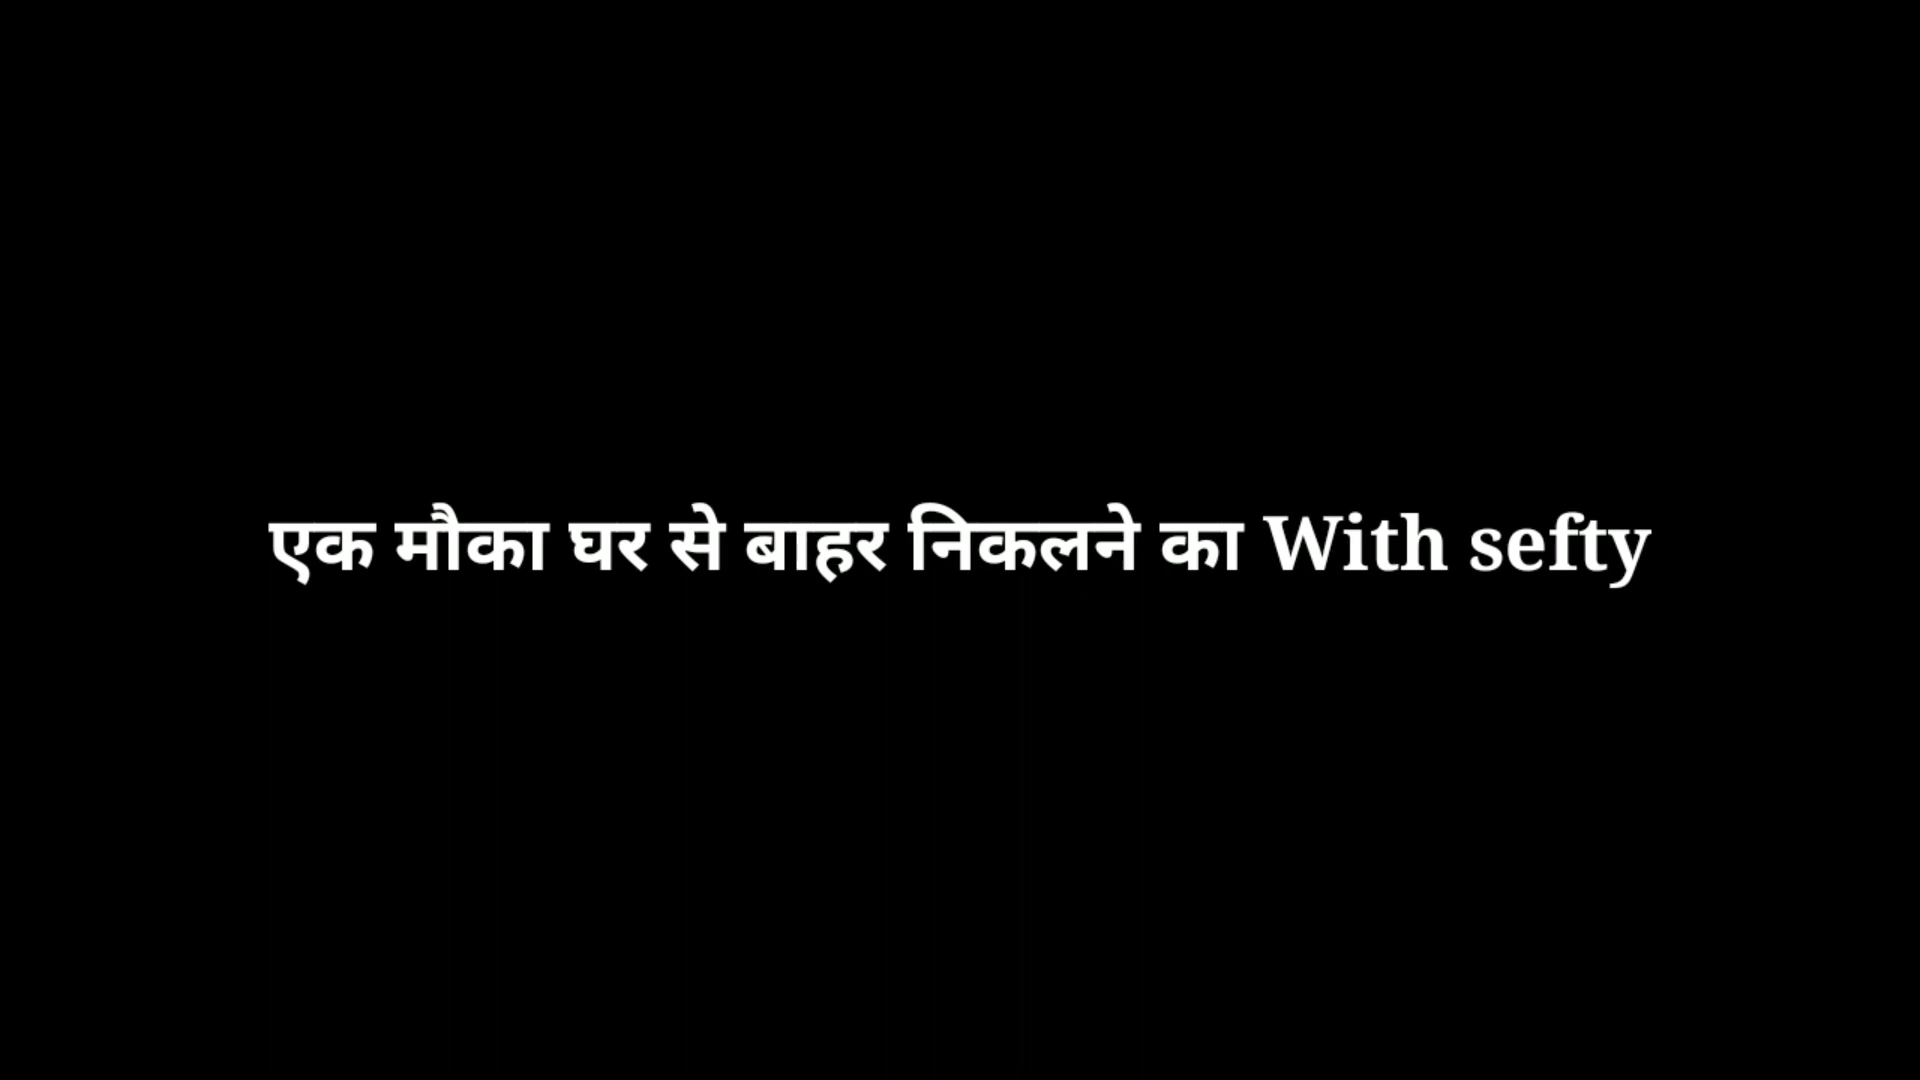 एक मौका घर से बाहर निकलने का With sefty